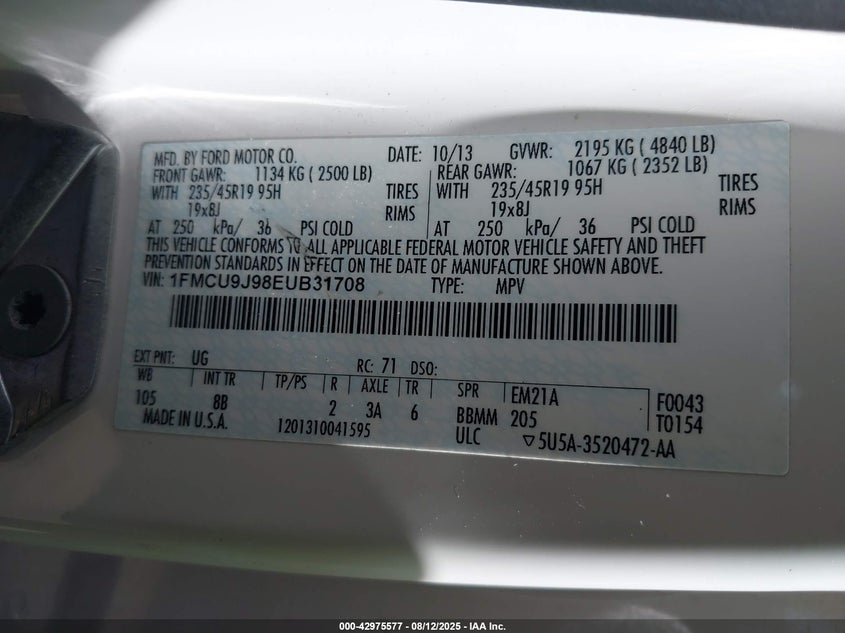 MFD. BY FORD MOTOR CO. DATE: 10/13 GVWR: 2195 KG ( 4840 LB)
FRONT GAWR: 1134 KG ( 2500 LB) REAR GAWR: 1067 KG ( 2352 LB)
WITH 235/45R19 95H TIRES WITH 235/45R19 95H TIRES
19x8J RIMS 19x8J RIMS
AT 250 kPa/ 36 PSI COLD AT 250 kPa/ 36 PSI COLD
THIS VEHICLE CONFORMS TO ALL APPLICABLE FEDERAL MOTOR VEHICLE SAFETY AND THEFT
PREVENTION STANDARDS IN EFFECT ON THE DATE OF MANUFACTURE SHOWN ABOVE.
VIN: 1FMCU9J98EUB31708 TYPE: MPV
EXT PNT: UG RC: 71 DSO:
WB INT TR TP/PS R AXLE TR SPR EM21A F0043
105 8B 2 3A 6 BBMM 205 T0154
MADE IN U.S.A. 1201310041595 ULC ▽5U5A-3520472-AA
000-42975577 - 08/12/2025 - IAA Inc.